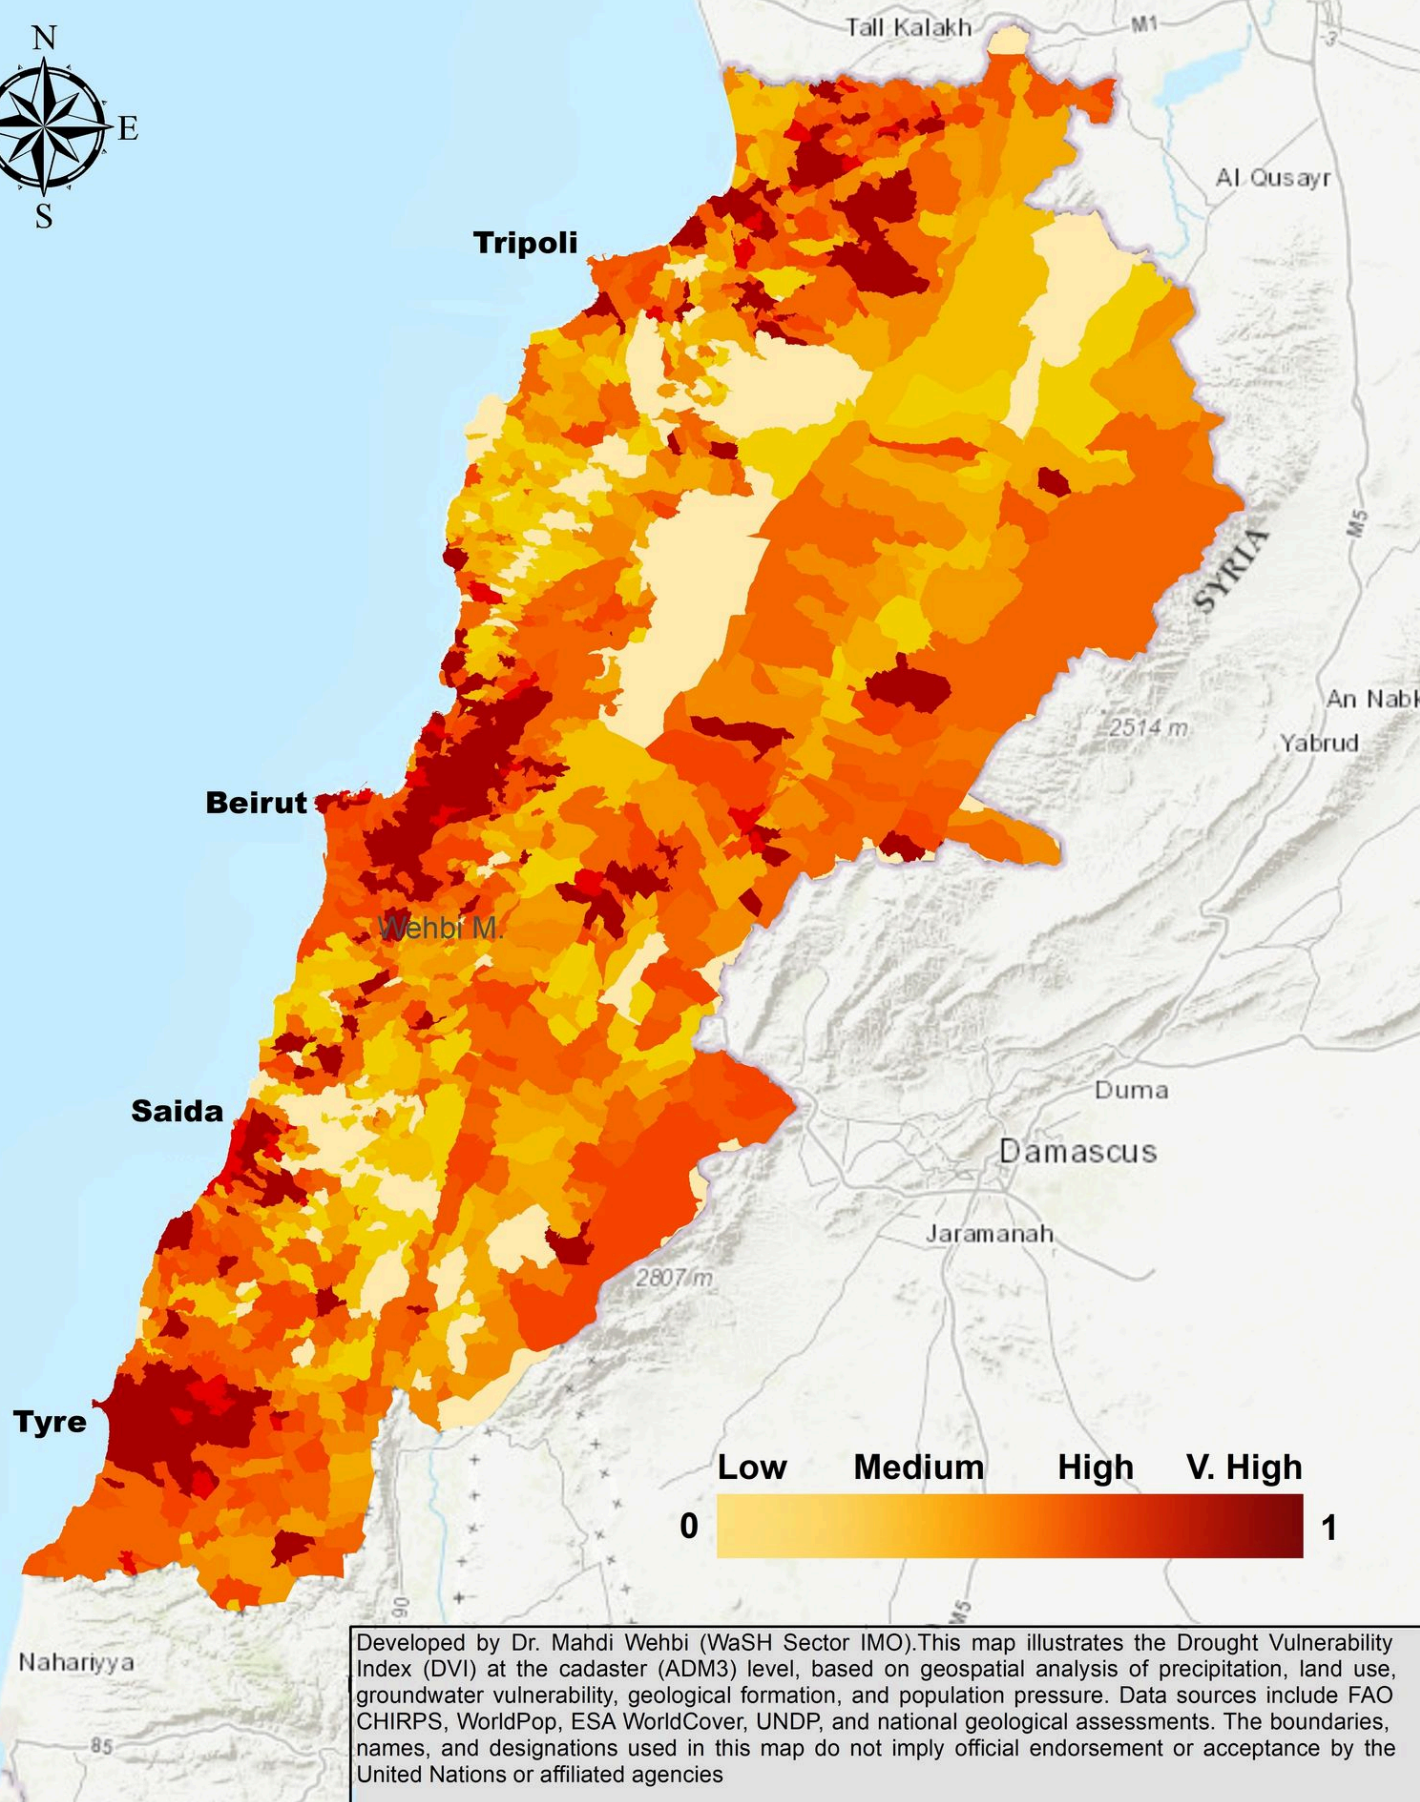 N
E
S
Tall Kalakh
M1
3
Al Qusayr
Tripoli
M5
SYRIA
An Nabk
2514 m
Yabrud
Beirut
Wehbi M.
Duma
Saida
Damascus
Jaramanah
2807 m
Tyre
Low Medium High V. High
0 1
90
M5
Nahariyya
85
Developed by Dr. Mahdi Wehbi (WaSH Sector IMO).This map illustrates the Drought Vulnerability
Index (DVI) at the cadaster (ADM3) level, based on geospatial analysis of precipitation, land use,
groundwater vulnerability, geological formation, and population pressure. Data sources include FAO
CHIRPS, WorldPop, ESA WorldCover, UNDP, and national geological assessments. The boundaries,
names, and designations used in this map do not imply official endorsement or acceptance by the
United Nations or affiliated agencies